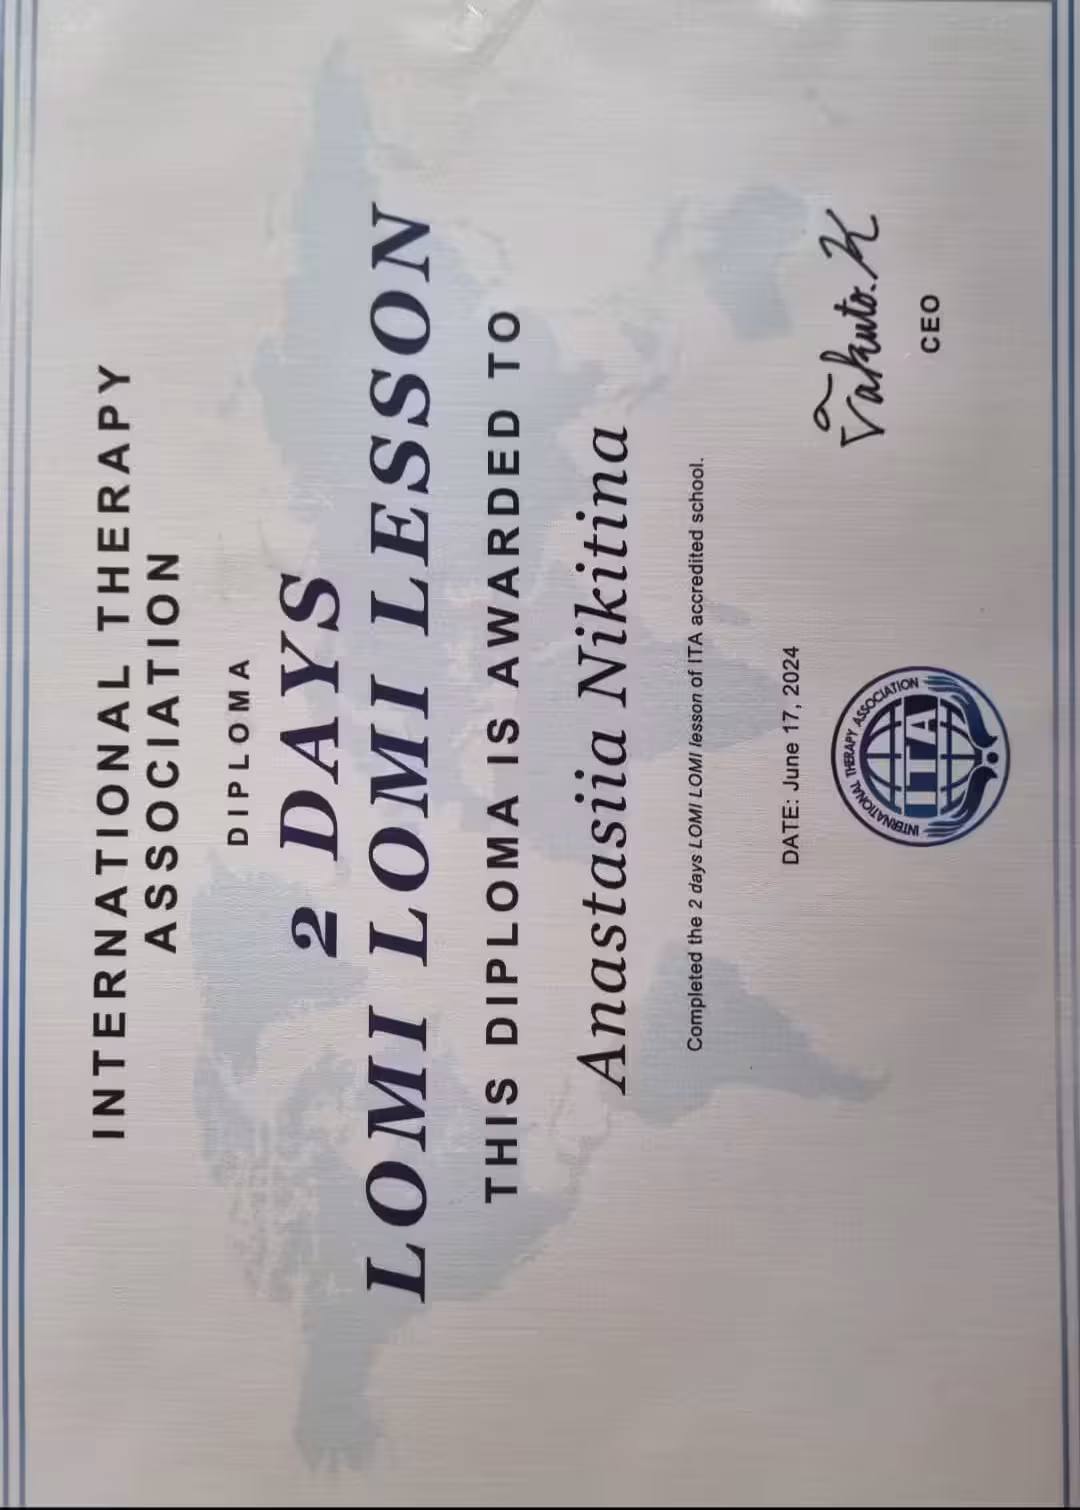 INTERNATIONAL THERAPY
ASSOCIATION
DIPLOMA
2 DAYS
LOMI LOMI LESSON
THIS DIPLOMA IS AWARDED TO
Anastasiia Nikitina
Completed the 2 days LOMI LOMI lesson of ITA accredited school.
DATE: June 17, 2024
INTERNATIONAL THERAPY ASSOCIATION
ITA
Takuto.K
CEO